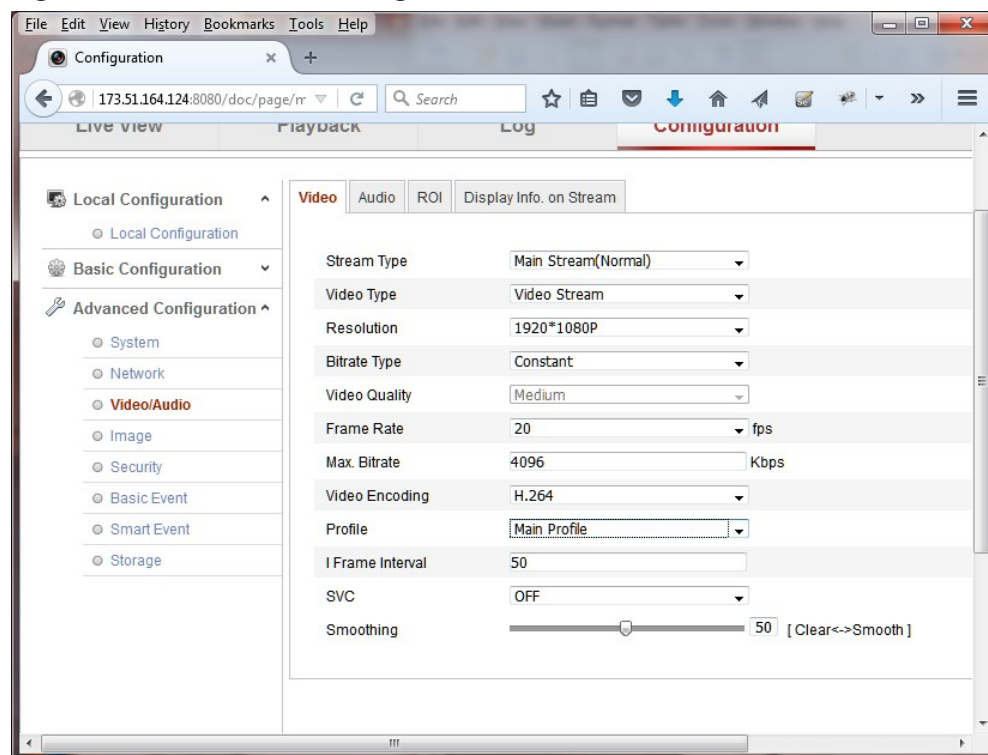 File Edit View History Bookmarks Tools Help
Configuration × +
173.51.164.124:8080/doc/page/m Search
Live View Playback Log Configuration
Local Configuration
Local Configuration
Basic Configuration
Advanced Configuration
System
Network
Video/Audio
Image
Security
Basic Event
Smart Event
Storage
Video Audio ROI Display Info. on Stream
Stream Type Main Stream(Normal)
Video Type Video Stream
Resolution 1920*1080P
Bitrate Type Constant
Video Quality Medium
Frame Rate 20 fps
Max. Bitrate 4096 Kbps
Video Encoding H.264
Profile Main Profile
I Frame Interval 50
SVC OFF
Smoothing 50 [ Clear<->Smooth ]